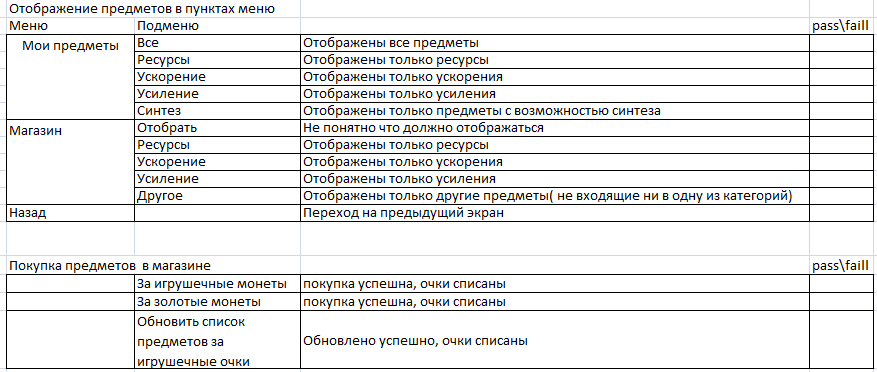 Отображение предметов в пунктах меню
Меню Подменю pass\faill
Мои предметы Все Отображены все предметы
Ресурсы Отображены только ресурсы
Ускорение Отображены только ускорения
Усиление Отображены только усиления
Синтез Отображены только предметы с возможностью синтеза
Магазин Отобрать Не понятно что должно отображаться
Ресурсы Отображены только ресурсы
Ускорение Отображены только ускорения
Усиление Отображены только усиления
Другое Отображены только другие предметы( не входящие ни в одну из категорий)
Назад Переход на предыдущий экран
Покупка предметов в магазине pass\faill
За игрушечные монеты покупка успешна, очки списаны
За золотые монеты покупка успешна, очки списаны
Обновить список
предметов за Обновлено успешно, очки списаны
игрушечные очки